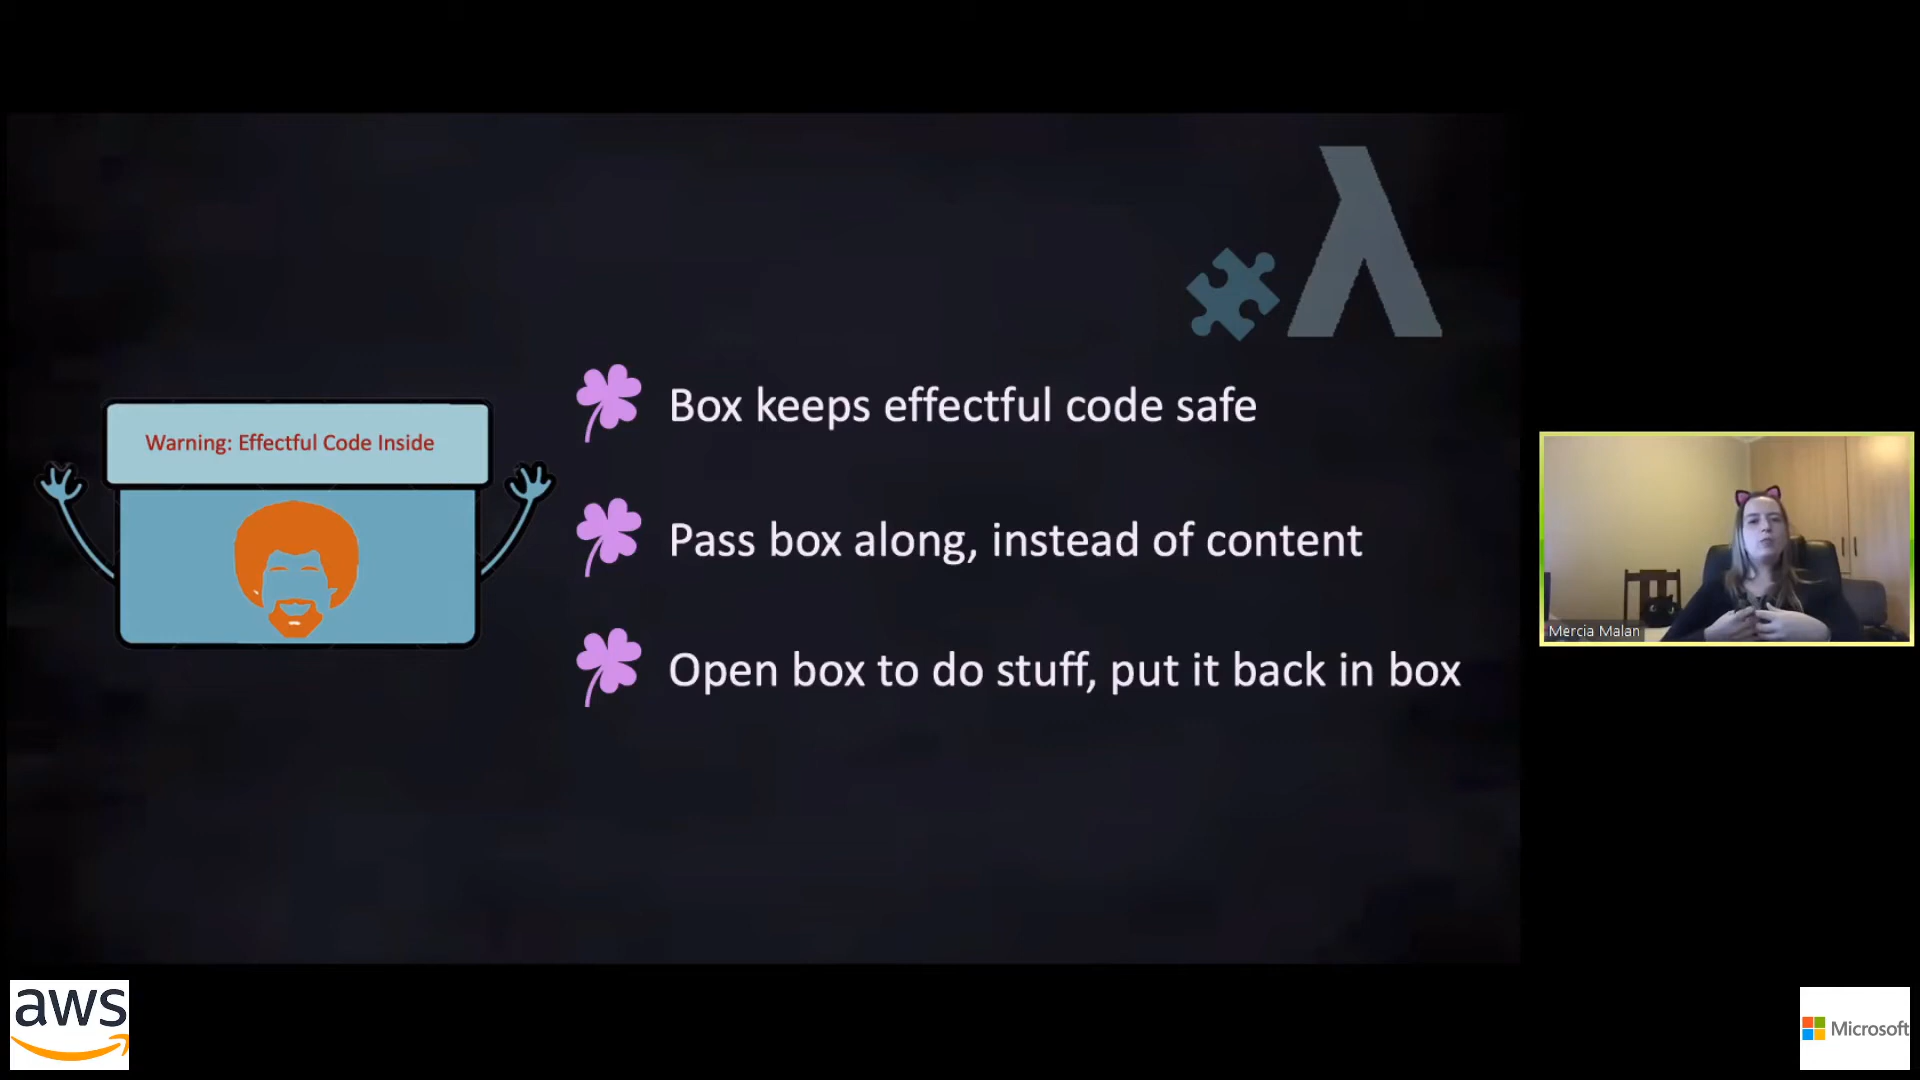 λ
Warning: Effectful Code Inside
Box keeps effectful code safe
Pass box along, instead of content
Open box to do stuff, put it back in box
Mercia Malan
aws
Microsoft